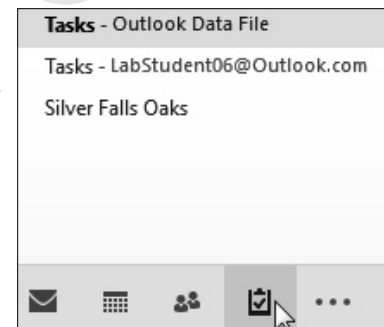 Tasks - Outlook Data File
Tasks - LabStudent06@Outlook.com
Silver Falls Oaks